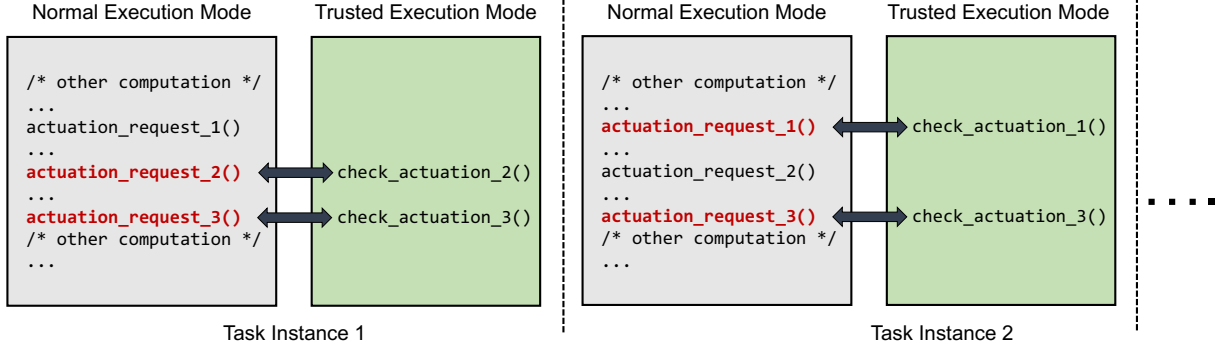 Normal Execution Mode
Trusted Execution Mode
/* other computation */
...
actuation_request_1()
...
actuation_request_2()
check_actuation_2()
...
actuation_request_3()
check_actuation_3()
/* other computation */
...
Task Instance 1
Normal Execution Mode
Trusted Execution Mode
/* other computation */
...
actuation_request_1()
check_actuation_1()
...
actuation_request_2()
...
actuation_request_3()
check_actuation_3()
/* other computation */
...
Task Instance 2
....